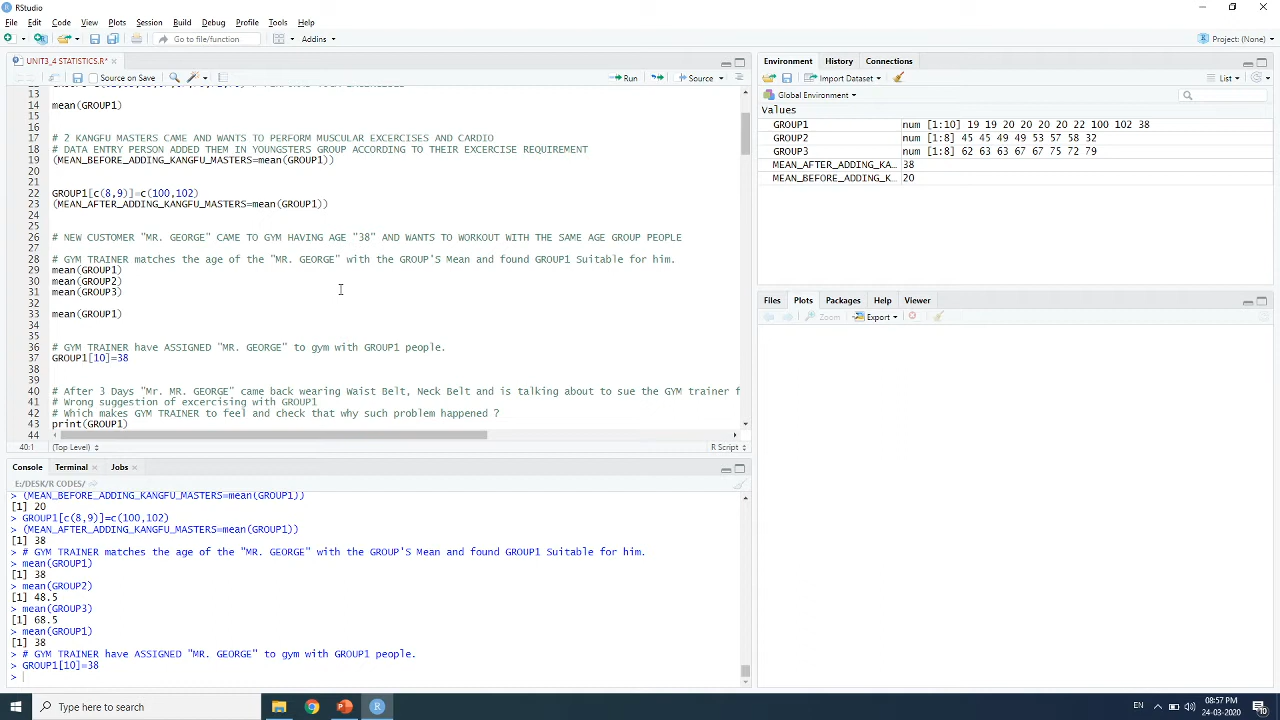 RStudio
File Edit Code View Plots Session Build Debug Profile Tools Help
Go to file/function Addins Project: (None)
UNIT3_4 STATISTICS.R*
Source on Save Run Source
13
14 mean(GROUP1)
15
16
17 # 2 KANGFU MASTERS CAME AND WANTS TO PERFORM MUSCULAR EXCERCISES AND CARDIO
18 # DATA ENTRY PERSON ADDED THEM IN YOUNGSTERS GROUP ACCORDING TO THEIR EXCERCISE REQUIREMENT
19 (MEAN_BEFORE_ADDING_KANGFU_MASTERS=mean(GROUP1))
20
21
22 GROUP1[c(8,9)]=c(100,102)
23 (MEAN_AFTER_ADDING_KANGFU_MASTERS=mean(GROUP1))
24
25
26 # NEW CUSTOMER "MR. GEORGE" CAME TO GYM HAVING AGE "38" AND WANTS TO WORKOUT WITH THE SAME AGE GROUP PEOPLE
27
28 # GYM TRAINER matches the age of the "MR. GEORGE" with the GROUP'S Mean and found GROUP1 Suitable for him.
29 mean(GROUP1)
30 mean(GROUP2)
31 mean(GROUP3)
32
33 mean(GROUP1)
34
35
36 # GYM TRAINER have ASSIGNED "MR. GEORGE" to gym with GROUP1 people.
37 GROUP1[10]=38
38
39
40 # After 3 Days "Mr. MR. GEORGE" came back wearing Waist Belt, Neck Belt and is talking about to sue the GYM trainer f
41 # Wrong suggestion of excercising with GROUP1
42 # Which makes GYM TRAINER to feel and check that why such problem happened ?
43 print(GROUP1)
44
40:1 (Top Level) R Script
Console Terminal Jobs
E:/DESK/R CODES/
> (MEAN_BEFORE_ADDING_KANGFU_MASTERS=mean(GROUP1))
[1] 20
> GROUP1[c(8,9)]=c(100,102)
> (MEAN_AFTER_ADDING_KANGFU_MASTERS=mean(GROUP1))
[1] 38
> # GYM TRAINER matches the age of the "MR. GEORGE" with the GROUP'S Mean and found GROUP1 Suitable for him.
> mean(GROUP1)
[1] 38
> mean(GROUP2)
[1] 48.5
> mean(GROUP3)
[1] 68.5
> mean(GROUP1)
[1] 38
> # GYM TRAINER have ASSIGNED "MR. GEORGE" to gym with GROUP1 people.
> GROUP1[10]=38
>
Environment History Connections
Import Dataset List
Global Environment
Values
GROUP1 num [1:10] 19 19 20 20 20 20 22 100 102 38
GROUP2 num [1:8] 45 45 49 49 53 57 58 32
GROUP3 num [1:8] 62 63 63 67 67 75 72 79
MEAN_AFTER_ADDING_KA... 38
MEAN_BEFORE_ADDING_K... 20
Files Plots Packages Help Viewer
Zoom Export
Type here to search
EN 08:57 PM
24-03-2020